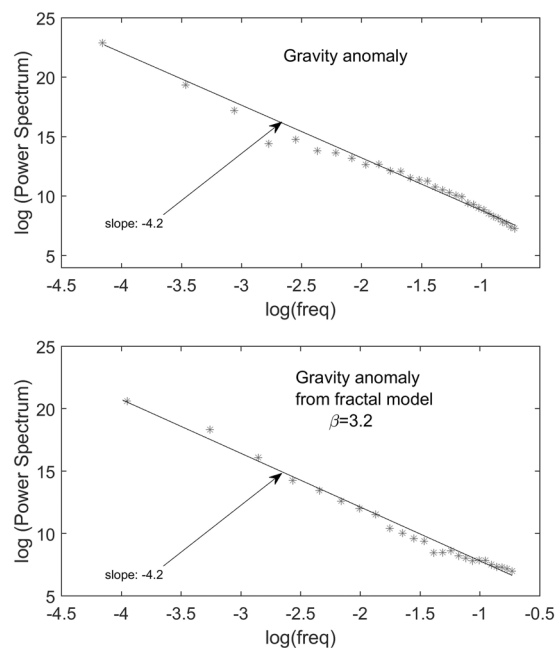 25
20
15
10
5
log (Power Spectrum)
Gravity anomaly
slope: -4.2
-4.5 -4 -3.5 -3 -2.5 -2 -1.5 -1
log(freq)
25
20
15
10
5
log (Power Spectrum)
Gravity anomaly
from fractal model
β=3.2
slope: -4.2
-4.5 -4 -3.5 -3 -2.5 -2 -1.5 -1 -0.5
log(freq)